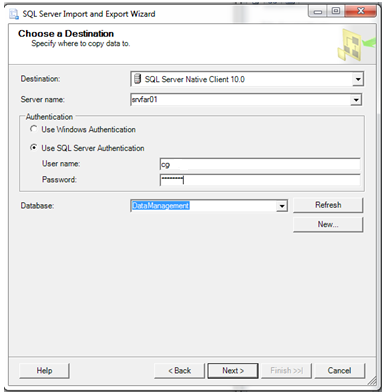 SQL Server Import and Export Wizard
Choose a Destination
Specify where to copy data to.
Destination: SQL Server Native Client 10.0
Server name: srvfar01
Authentication
Use Windows Authentication
Use SQL Server Authentication
User name: cg
Password: ********
Database: DataManagement Refresh
New...
Help < Back Next > Finish >>| Cancel